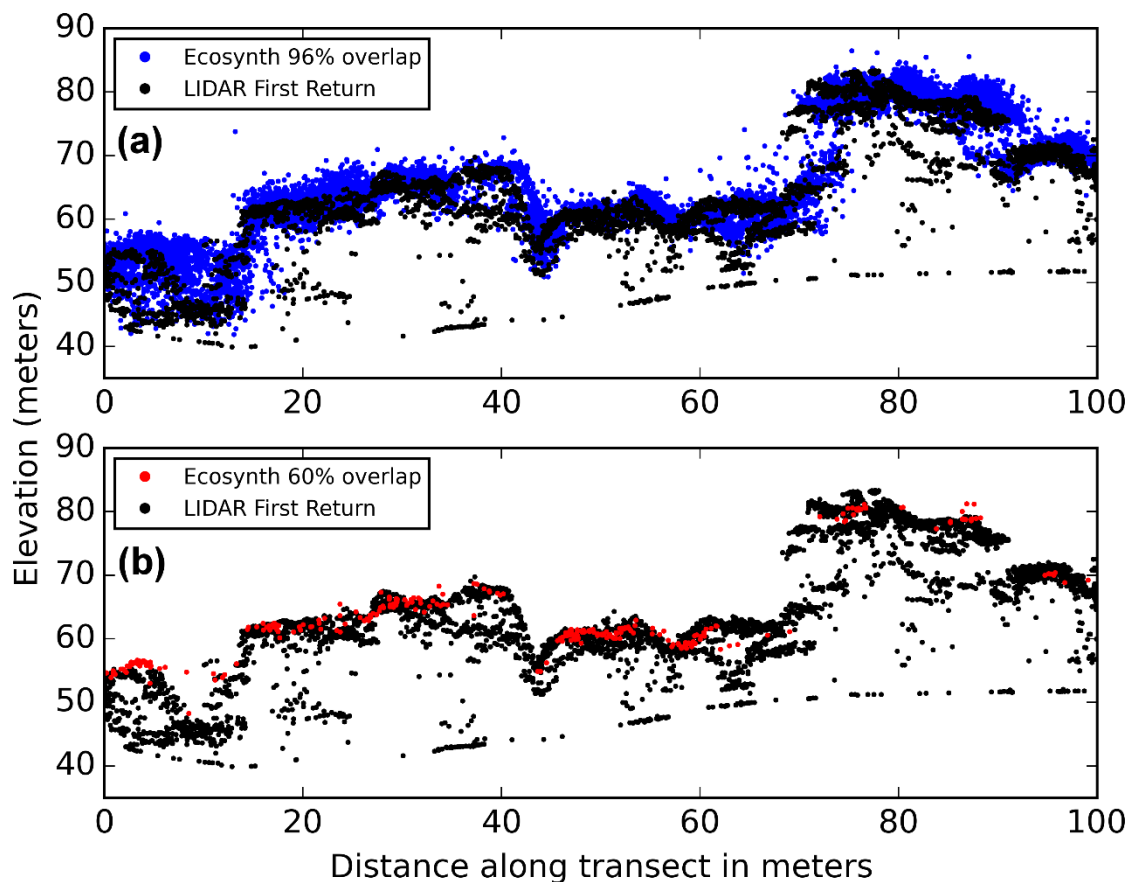 90
80
70
60
50
40
Ecosynth 96% overlap
LIDAR First Return
(a)
0 20 40 60 80 100
Elevation (meters)
90
80
70
60
50
40
Ecosynth 60% overlap
LIDAR First Return
(b)
0 20 40 60 80 100
Distance along transect in meters